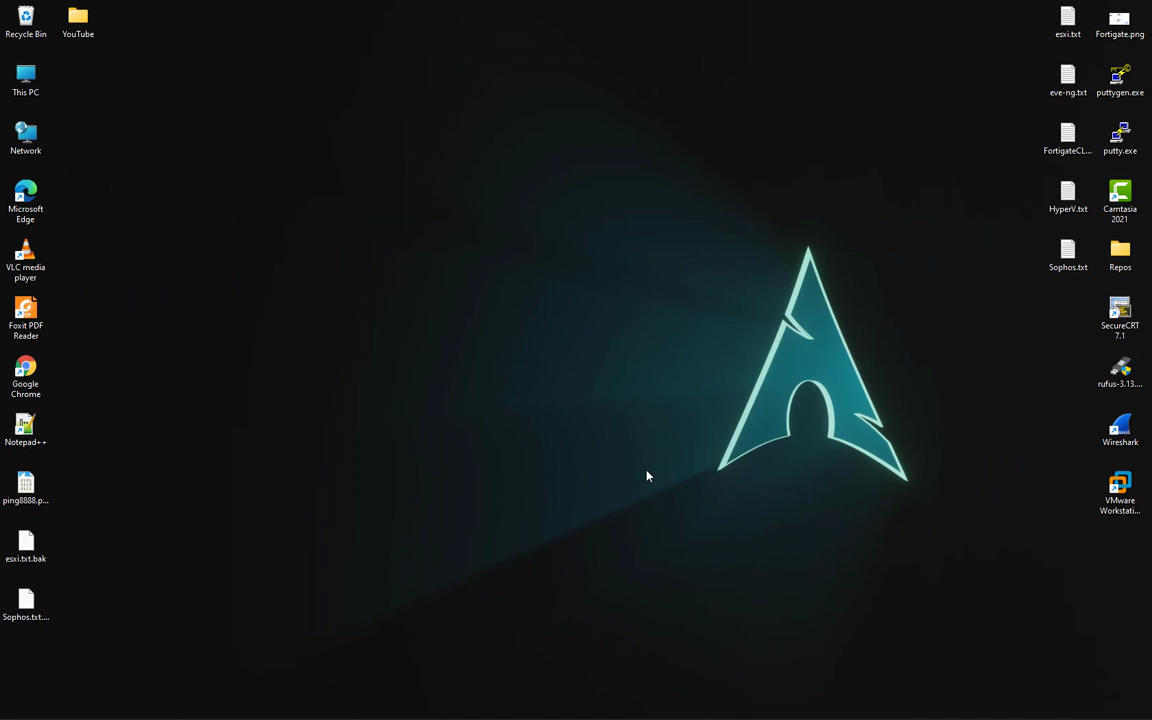 Recycle Bin
YouTube
This PC
Network
Microsoft
Edge
VLC media
player
Foxit PDF
Reader
Google
Chrome
Notepad++
ping8888.p...
esxi.txt.bak
Sophos.txt....
esxi.txt
Fortigate.png
eve-ng.txt
puttygen.exe
FortigateCL...
putty.exe
HyperV.txt
Camtasia
2021
Sophos.txt
Repos
SecureCRT
7.1
rufus-3.13....
Wireshark
VMware
Workstati...